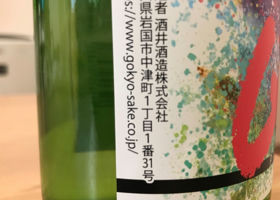 者 酒井酒造株式会社
県岩国市中津町1丁目1番31号
s://www.gokyo-sake.co.jp/